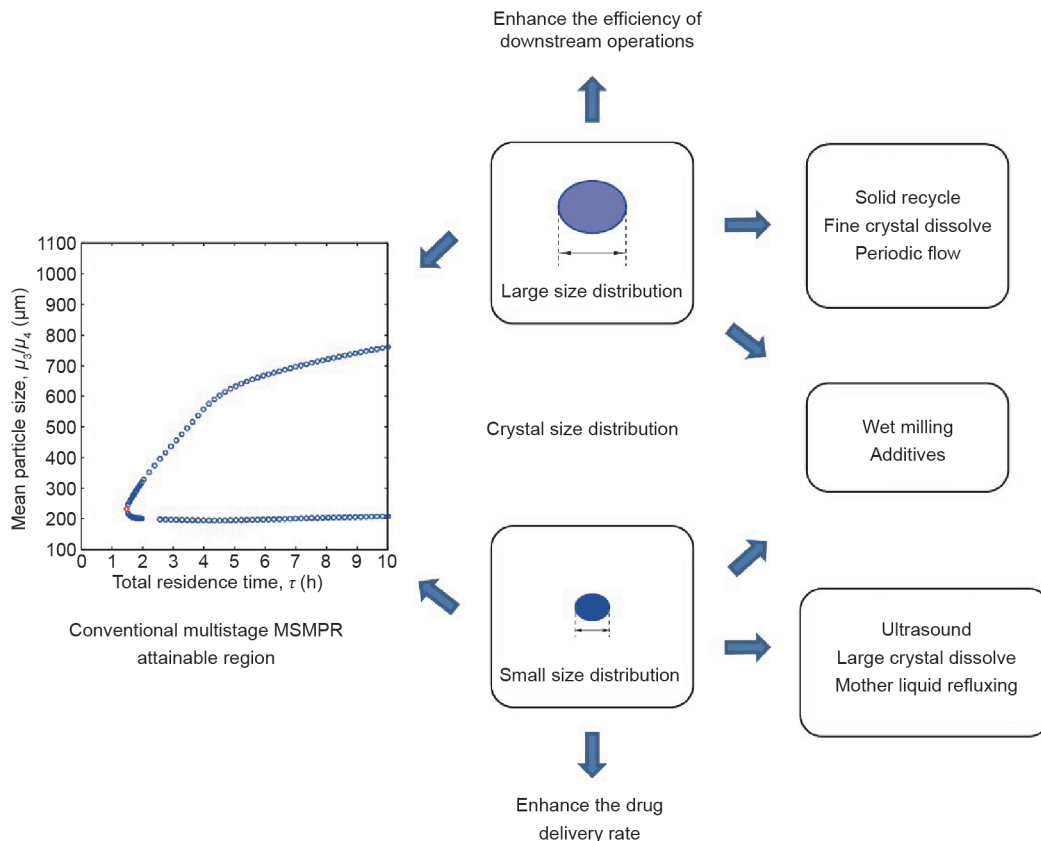 Enhance the efficiency of
downstream operations
Large size distribution
Solid recycle
Fine crystal dissolve
Periodic flow
1100
1000
900
800
700
600
500
400
300
200
100
Mean particle size, μ3/μ4 (μm)
0 1 2 3 4 5 6 7 8 9 10
Total residence time, τ (h)
Conventional multistage MSMPR
attainable region
Crystal size distribution
Wet milling
Additives
Small size distribution
Ultrasound
Large crystal dissolve
Mother liquid refluxing
Enhance the drug
delivery rate